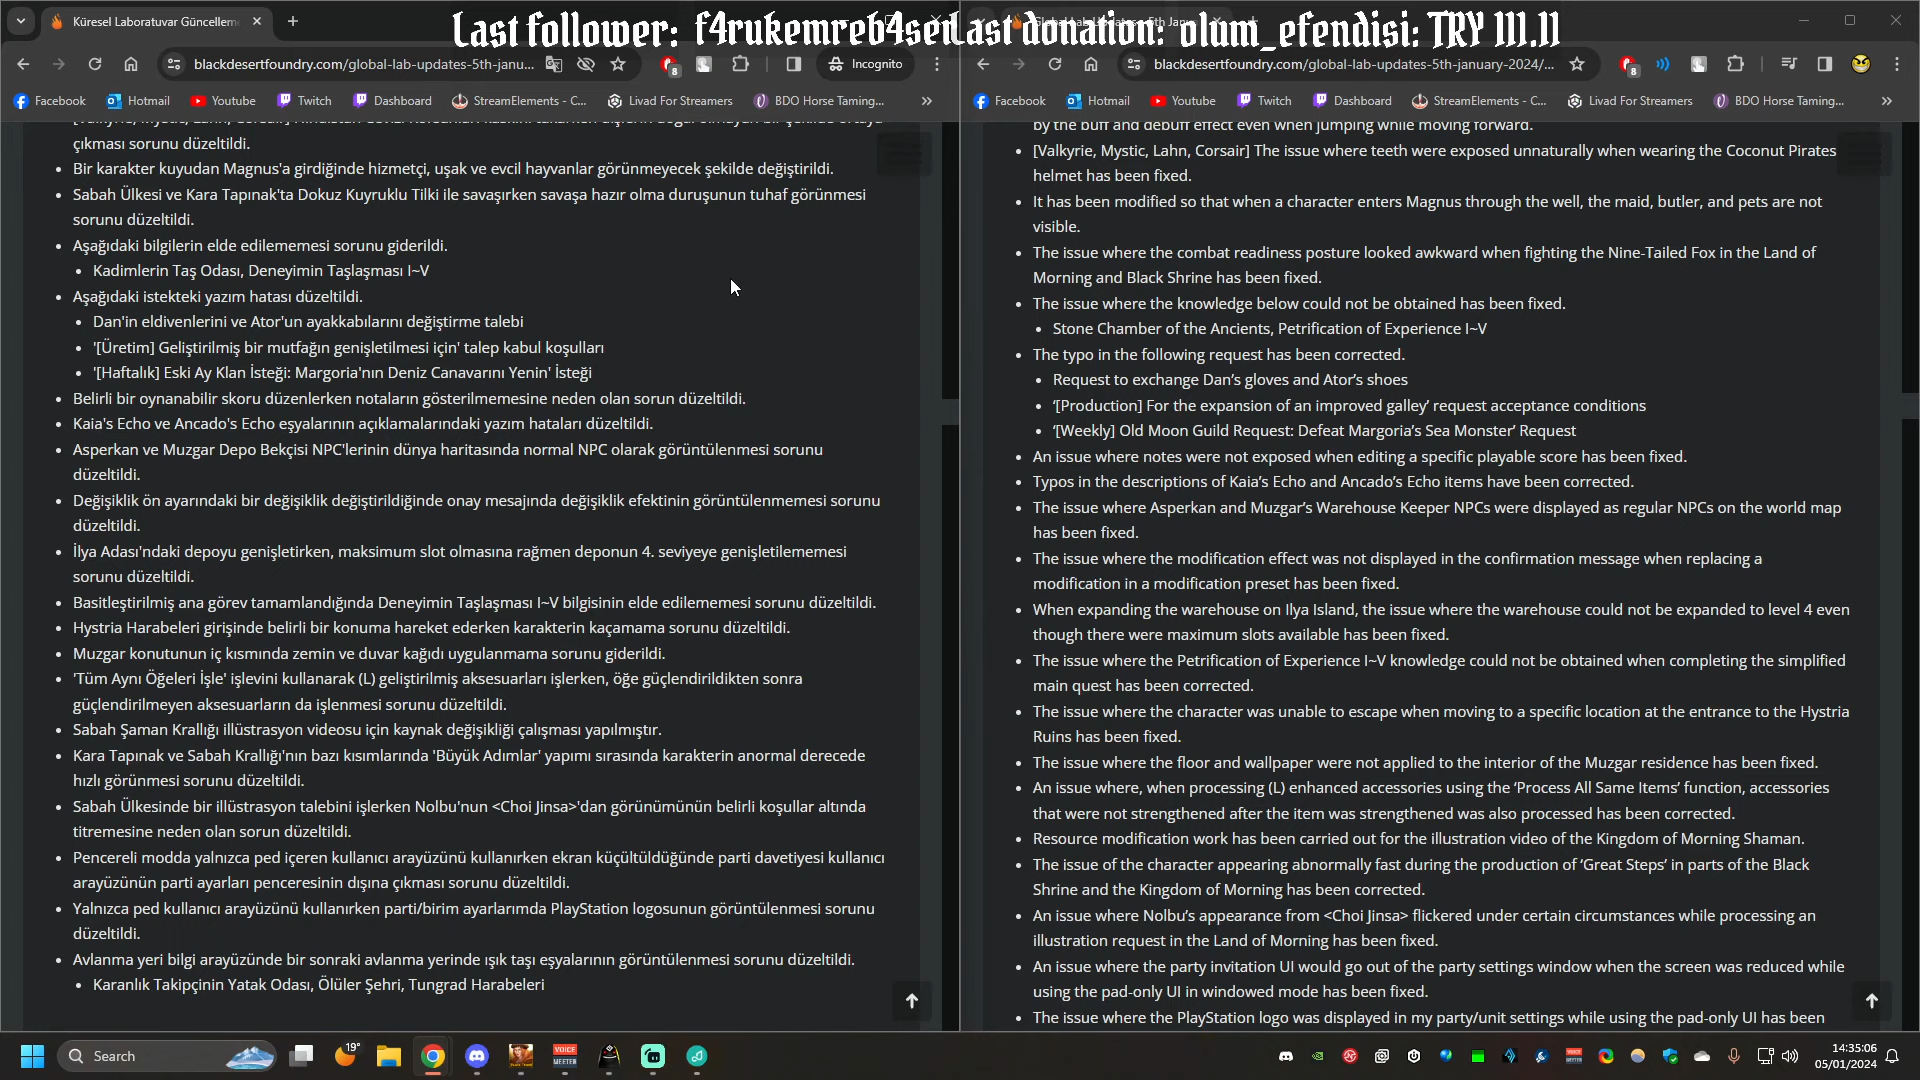 Last follower: f4rukemreb4sen
Last donation: olum_efendisi: TRY 111.11
Küresel Laboratuvar Güncellem
blackdesertfoundry.com/global-lab-updates-5th-janu...
8
Incognito
blackdesertfoundry.com/global-lab-updates-5th-january-2024/...
8
Facebook
Hotmail
Youtube
Twitch
Dashboard
StreamElements - C...
Livad For Streamers
BDO Horse Taming...
Facebook
Hotmail
Youtube
Twitch
Dashboard
StreamElements - C...
Livad For Streamers
BDO Horse Taming...
çıkması sorunu düzeltildi.
Bir karakter kuyudan Magnus'a girdiğinde hizmetçi, uşak ve evcil hayvanlar görünmeyecek şekilde değiştirildi.
Sabah Ülkesi ve Kara Tapınak'ta Dokuz Kuyruklu Tilki ile savaşırken savaşa hazır olma duruşunun tuhaf görünmesi
sorunu düzeltildi.
Aşağıdaki bilgilerin elde edilememesi sorunu giderildi.
Kadimlerin Taş Odası, Deneyimin Taşlaşması I~V
Aşağıdaki istekteki yazım hatası düzeltildi.
Dan'in eldivenlerini ve Ator'un ayakkabılarını değiştirme talebi
'[Üretim] Geliştirilmiş bir mutfağın genişletilmesi için' talep kabul koşulları
'[Haftalık] Eski Ay Klan İsteği: Margoria'nın Deniz Canavarını Yenin' İsteği
Belirli bir oynanabilir skoru düzenlerken notaların gösterilmemesine neden olan sorun düzeltildi.
Kaia's Echo ve Ancado's Echo eşyalarının açıklamalarındaki yazım hataları düzeltildi.
Asperkan ve Muzgar Depo Bekçisi NPC'lerinin dünya haritasında normal NPC olarak görüntülenmesi sorunu
düzeltildi.
Değişiklik ön ayarındaki bir değişiklik değiştirildiğinde onay mesajında değişiklik efektinin görüntülenmemesi sorunu
düzeltildi.
İlya Adası'ndaki depoyu genişletirken, maksimum slot olmasına rağmen deponun 4. seviyeye genişletilememesi
sorunu düzeltildi.
Basitleştirilmiş ana görev tamamlandığında Deneyimin Taşlaşması I~V bilgisinin elde edilememesi sorunu düzeltildi.
Hystria Harabeleri girişinde belirli bir konuma hareket ederken karakterin kaçamama sorunu düzeltildi.
Muzgar konutunun iç kısmında zemin ve duvar kağıdı uygulanmama sorunu giderildi.
'Tüm Aynı Öğeleri İşle' işlevini kullanarak (L) geliştirilmiş aksesuarları işlerken, öğe güçlendirildikten sonra
güçlendirilmeyen aksesuarların da işlenmesi sorunu düzeltildi.
Sabah Şaman Krallığı illüstrasyon videosu için kaynak değişikliği çalışması yapılmıştır.
Kara Tapınak ve Sabah Krallığı'nın bazı kısımlarında 'Büyük Adımlar' yapımı sırasında karakterin anormal derecede
hızlı görünmesi sorunu düzeltildi.
Sabah Ülkesinde bir illüstrasyon talebini işlerken Nolbu'nun <Choi Jinsa>'dan görünümünün belirli koşullar altında
titremesine neden olan sorun düzeltildi.
Pencereli modda yalnızca ped içeren kullanıcı arayüzünü kullanırken ekran küçültüldüğünde parti davetiyesi kullanıcı
arayüzünün parti ayarları penceresinin dışına çıkması sorunu düzeltildi.
Yalnızca ped kullanıcı arayüzünü kullanırken parti/birim ayarlarımda PlayStation logosunun görüntülenmesi sorunu
düzeltildi.
Avlanma yeri bilgi arayüzünde bir sonraki avlanma yerinde ışık taşı eşyalarının görüntülenmesi sorunu düzeltildi.
Karanlık Takipçinin Yatak Odası, Ölüler Şehri, Tungrad Harabeleri
by the buff and debuff effect even when jumping while moving forward.
[Valkyrie, Mystic, Lahn, Corsair] The issue where teeth were exposed unnaturally when wearing the Coconut Pirates
helmet has been fixed.
It has been modified so that when a character enters Magnus through the well, the maid, butler, and pets are not
visible.
The issue where the combat readiness posture looked awkward when fighting the Nine-Tailed Fox in the Land of
Morning and Black Shrine has been fixed.
The issue where the knowledge below could not be obtained has been fixed.
Stone Chamber of the Ancients, Petrification of Experience I~V
The typo in the following request has been corrected.
Request to exchange Dan’s gloves and Ator’s shoes
‘[Production] For the expansion of an improved galley’ request acceptance conditions
‘[Weekly] Old Moon Guild Request: Defeat Margoria’s Sea Monster’ Request
An issue where notes were not exposed when editing a specific playable score has been fixed.
Typos in the descriptions of Kaia’s Echo and Ancado’s Echo items have been corrected.
The issue where Asperkan and Muzgar’s Warehouse Keeper NPCs were displayed as regular NPCs on the world map
has been fixed.
The issue where the modification effect was not displayed in the confirmation message when replacing a
modification in a modification preset has been fixed.
When expanding the warehouse on Ilya Island, the issue where the warehouse could not be expanded to level 4 even
though there were maximum slots available has been fixed.
The issue where the Petrification of Experience I~V knowledge could not be obtained when completing the simplified
main quest has been corrected.
The issue where the character was unable to escape when moving to a specific location at the entrance to the Hystria
Ruins has been fixed.
The issue where the floor and wallpaper were not applied to the interior of the Muzgar residence has been fixed.
An issue where, when processing (L) enhanced accessories using the ‘Process All Same Items’ function, accessories
that were not strengthened after the item was strengthened was also processed has been corrected.
Resource modification work has been carried out for the illustration video of the Kingdom of Morning Shaman.
The issue of the character appearing abnormally fast during the production of ‘Great Steps’ in parts of the Black
Shrine and the Kingdom of Morning has been corrected.
An issue where Nolbu’s appearance from <Choi Jinsa> flickered under certain circumstances while processing an
illustration request in the Land of Morning has been fixed.
An issue where the party invitation UI would go out of the party settings window when the screen was reduced while
using the pad-only UI in windowed mode has been fixed.
The issue where the PlayStation logo was displayed in my party/unit settings while using the pad-only UI has been
Search
19°
VOICE
MEETER
14:35:06
05/01/2024